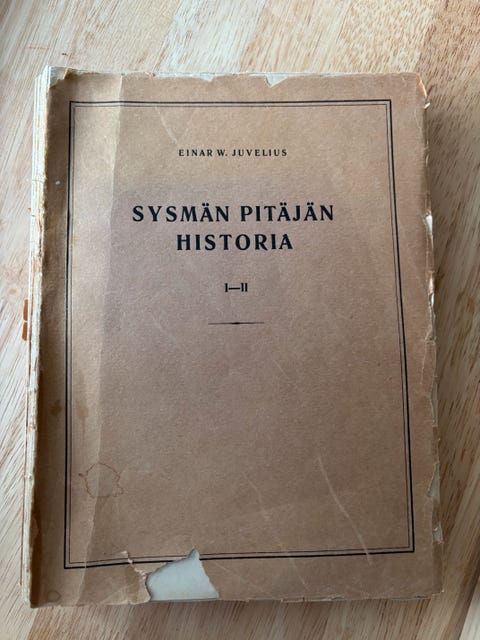 EINAR W. JUVELIUS
SYSMÄN PITÄJÄN
HISTORIA
I—II